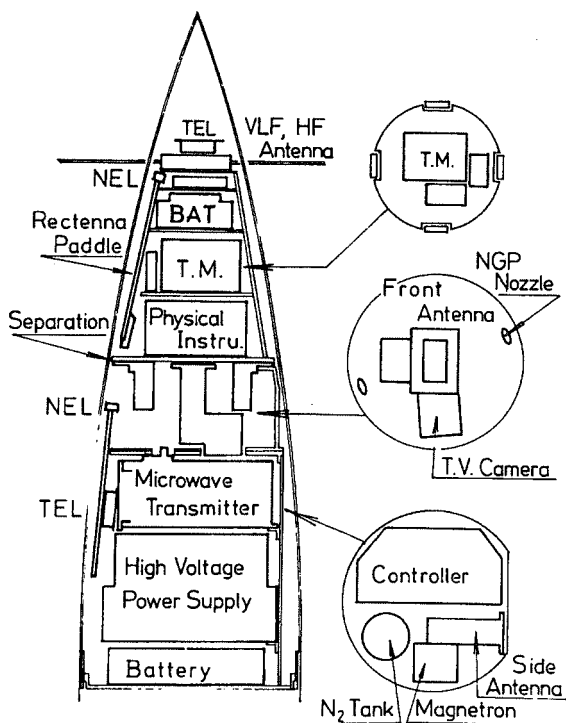 TEL
VLF, HF
Antenna
NEL
BAT
Rectenna
Paddle
T.M.
Physical
Instru.
Separation
NEL
Microwave
Transmitter
TEL
High Voltage
Power Supply
Battery
T.M.
NGP
Nozzle
Front
Antenna
T.V. Camera
Controller
Side
Antenna
N₂ Tank
Magnetron